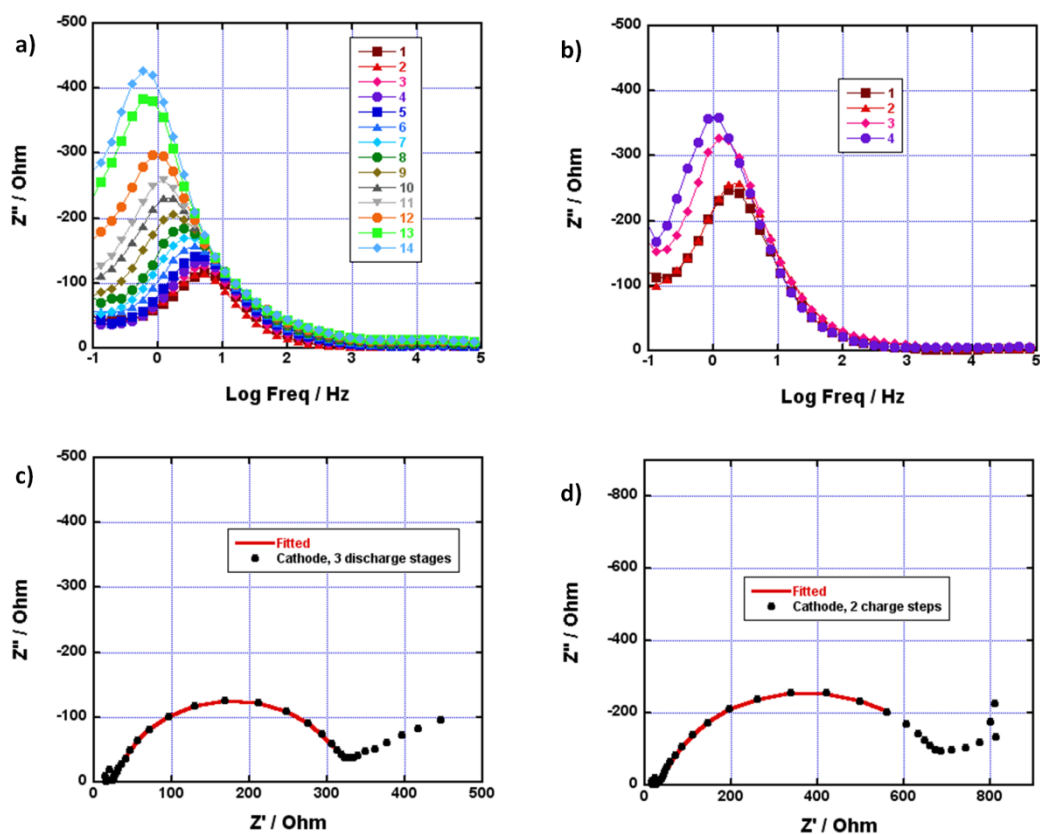 a)
-500
-400
-300
-200
-100
0
Z'' / Ohm
-1 0 1 2 3 4 5
Log Freq / Hz
1
2
3
4
5
6
7
8
9
10
11
12
13
14
b)
-500
-400
-300
-200
-100
0
Z'' / Ohm
-1 0 1 2 3 4 5
Log Freq / Hz
1
2
3
4
c)
-500
-400
-300
-200
-100
0
Z'' / Ohm
0 100 200 300 400 500
Z' / Ohm
Fitted
Cathode, 3 discharge stages
d)
-800
-600
-400
-200
0
Z'' / Ohm
0 200 400 600 800
Z' / Ohm
Fitted
Cathode, 2 charge steps